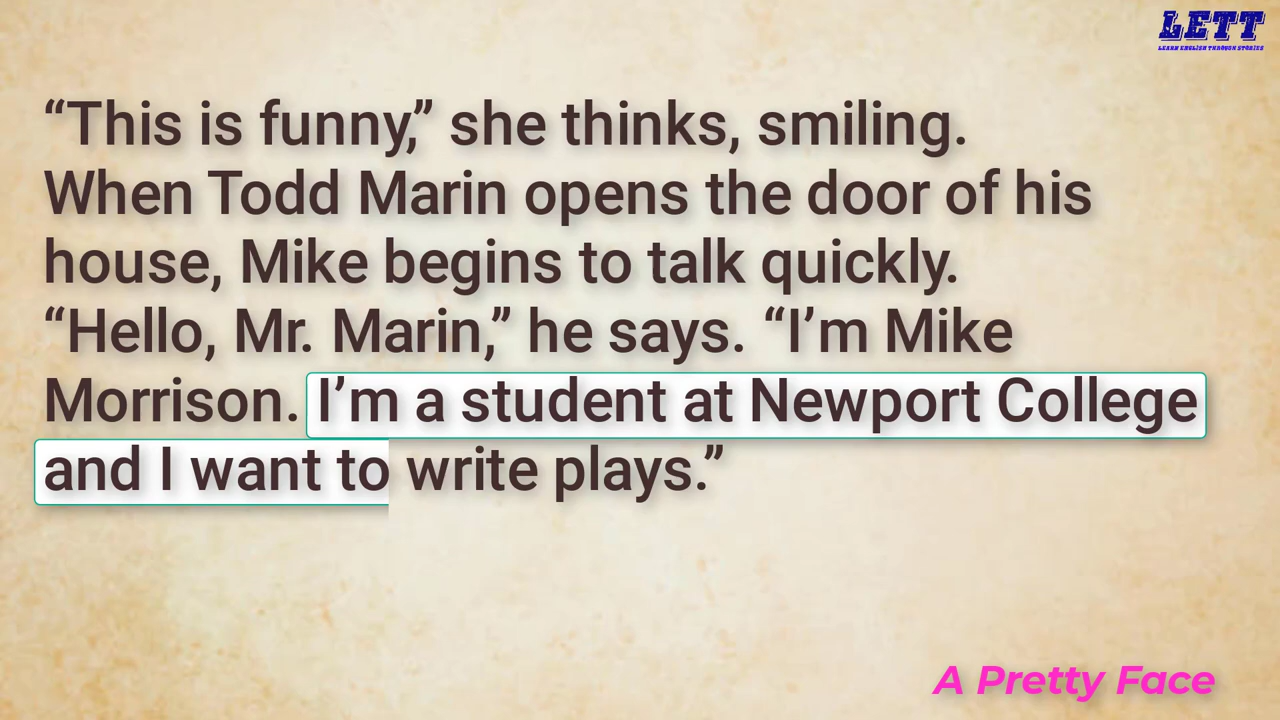 LETT
LEARN ENGLISH THROUGH STORIES
“This is funny,” she thinks, smiling.
When Todd Marin opens the door of his
house, Mike begins to talk quickly.
“Hello, Mr. Marin,” he says. “I’m Mike
Morrison. I’m a student at Newport College
and I want to write plays.”
A Pretty Face